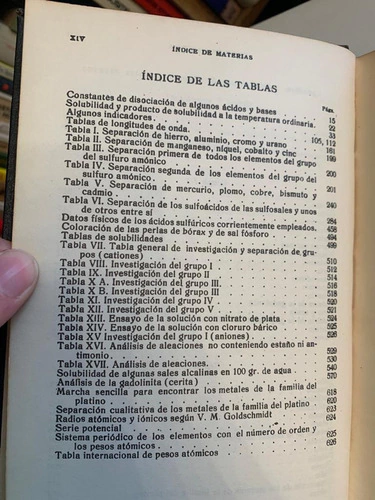 XIV
ÍNDICE DE MATERIAS
ÍNDICE DE LAS TABLAS
Págs.
Constantes de disociación de algunos ácidos y bases 15
Solubilidad y producto de solubilidad a la temperatura ordinaria. 22
Algunos indicadores 33
Tablas de longitudes de onda. 105, 112
Tabla I. Separación de hierro, aluminio, cromo y urano 161
Tabla II. Separación de manganeso, níquel, cobalto y cinc 199
Tabla III. Separación primera de todos los elementos del grupo
del sulfuro amónico 200
Tabla IV. Separación segunda de los elementos del grupo del
sulfuro amónico. 201
Tabla V. Separación de mercurio, plomo, cobre, bismuto y
cadmio 240
Tabla VI. Separación de los sulfoácidos de las sulfosales y unos
de otros entre sí 284
Datos físicos de los ácidos sulfúricos corrientemente empleados. 458
Coloración de las perlas de bórax y de sal fósforo 494
Tablas de solubilidades 499
Tabla VII. Tabla general de investigación y separación de gru-
pos (cationes) 510
Tabla VIII. Investigación del grupo I 512
Tabla IX. Investigación del grupo II 514
Tabla X A. Investigación del grupo III. 516
Tabla X B. Investigación del grupo III 518
Tabla XI. Investigación del grupo IV 520
Tabla XII. Investigación del grupo V 524
Tabla XIII. Ensayo de la solución con nitrato de plata 525
Tabla XIV. Ensayo de la solución con cloruro bárico 526
Tabla XV Investigación del grupo I (aniones) 528
Tabla XVI. Análisis de aleaciones no conteniendo estaño ni an-
timonio 530
Tabla XVII. Análisis de aleaciones. 540
Solubilidad de algunas sales alcalinas en 100 gr. de agua 570
Análisis de la gadolinita (cerita)
Marcha sencilla para encontrar los metales de la familia del
platino 618
Separación cualitativa de los metales de la familia del platino 620
Radios atómicos y iónicos según V. M. Goldschmidt 623
Serie potencial 624
Sistema periódico de los elementos con el número de orden y
los pesos atómicos 625
Tabla internacional de pesos atómicos 626